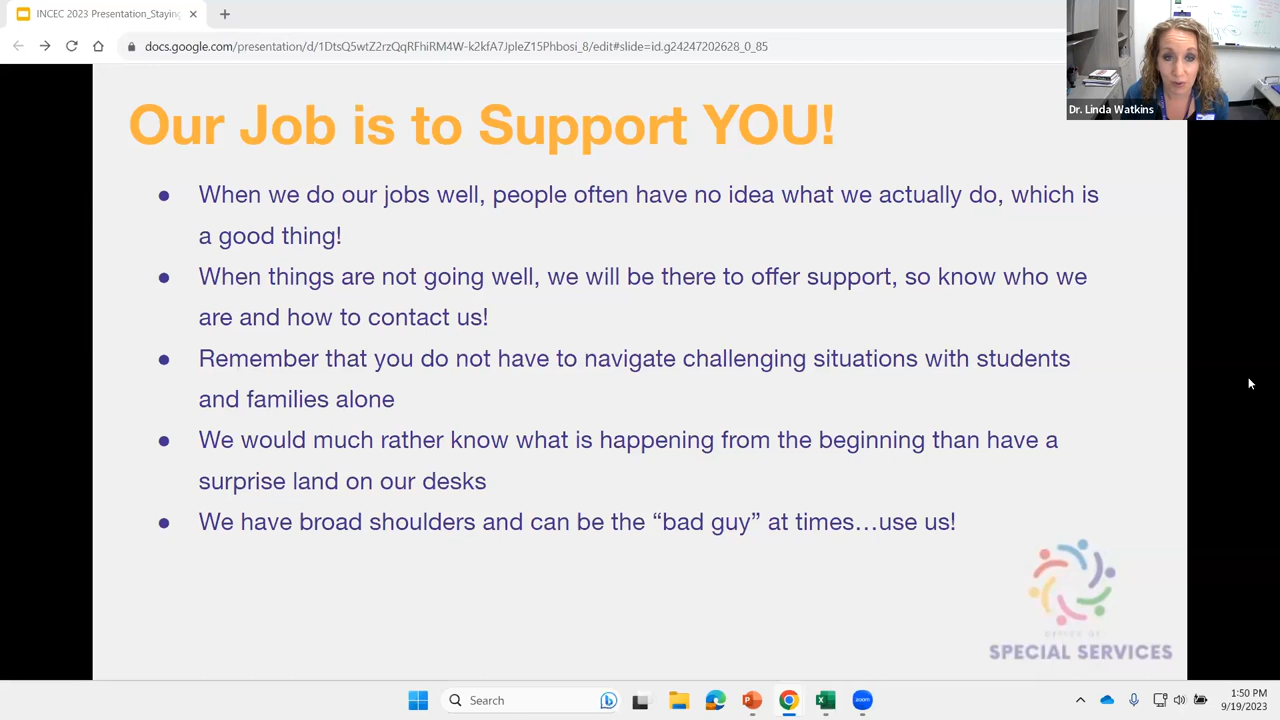 INCEC 2023 Presentation_Staying
docs.google.com/presentation/d/1DtsQ5wtZ2rzQqRFhiRM4W-k2kfA7JpleZ15Phbosi_8/edit#slide=id.g24247202628_0_85
Dr. Linda Watkins
Our Job is to Support YOU!
● When we do our jobs well, people often have no idea what we actually do, which is
a good thing!
● When things are not going well, we will be there to offer support, so know who we
are and how to contact us!
● Remember that you do not have to navigate challenging situations with students
and families alone
● We would much rather know what is happening from the beginning than have a
surprise land on our desks
● We have broad shoulders and can be the “bad guy” at times…use us!
OFFICE OF
SPECIAL SERVICES
Search
zoom
1:50 PM
9/19/2023